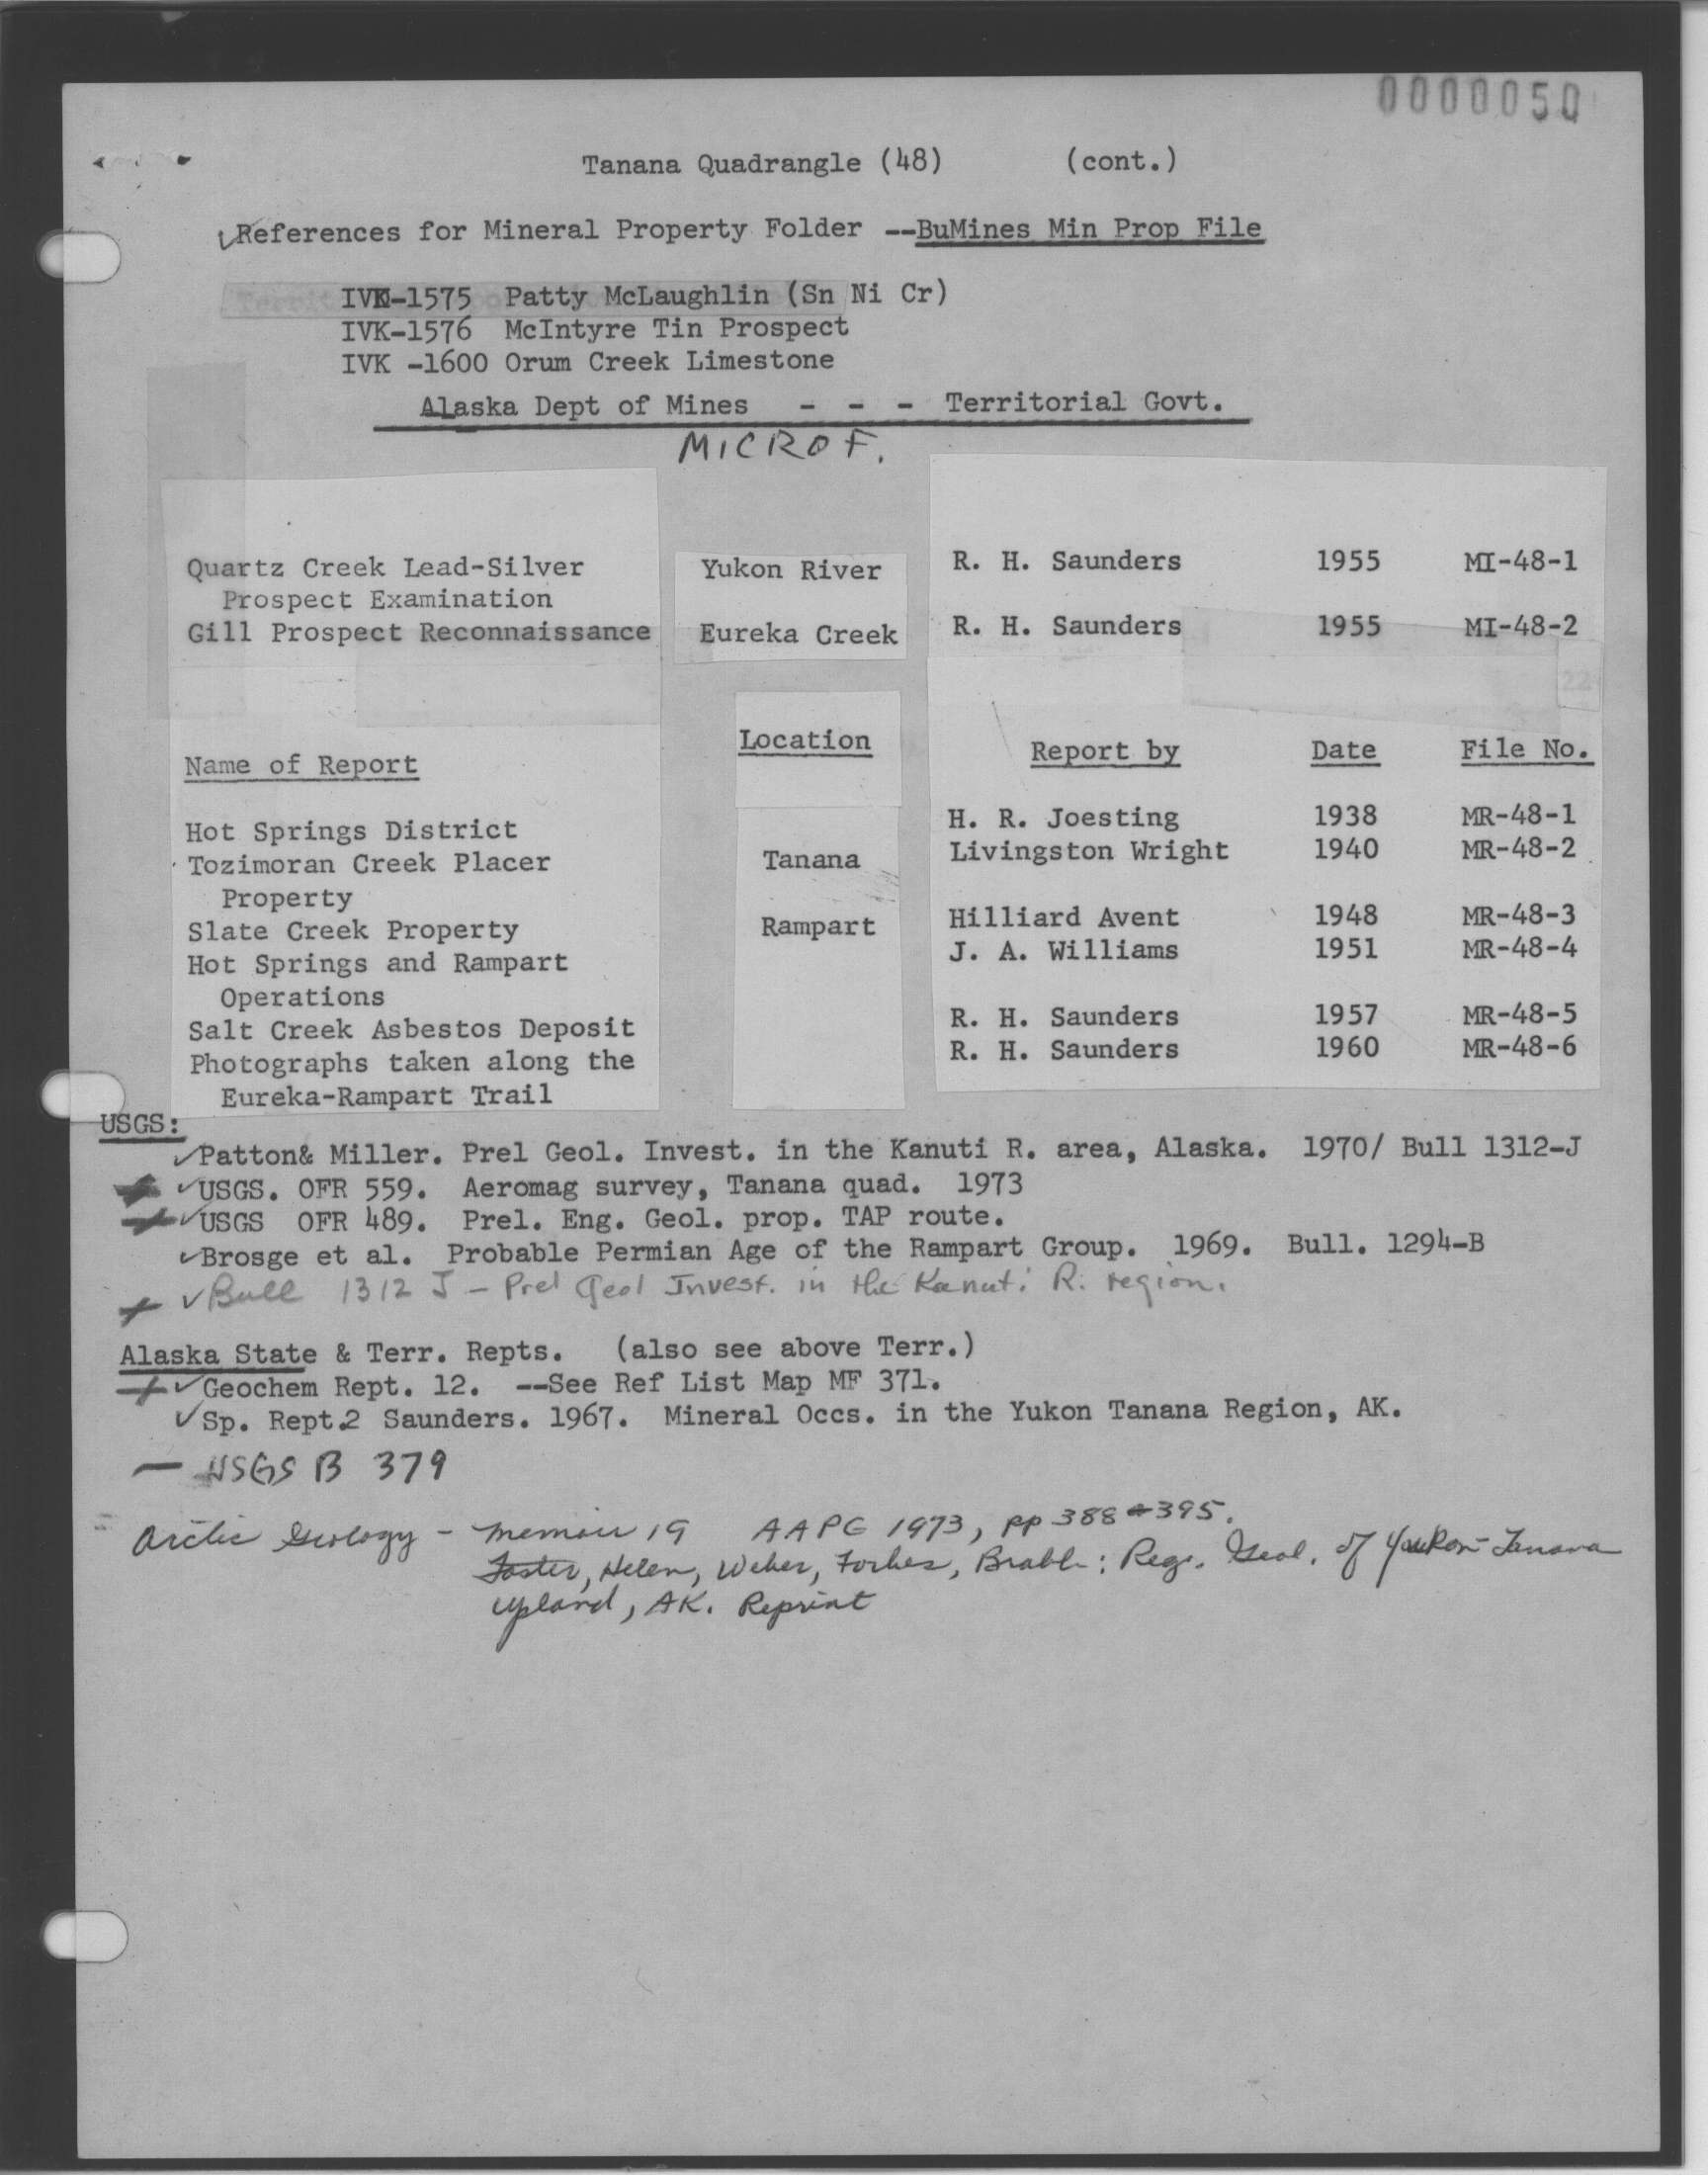 0000050
Tanana Quadrangle (48) (cont.)
References for Mineral Property Folder --BuMines Min Prop File
IVK-1575 Patty McLaughlin (Sn Ni Cr)
IVK-1576 McIntyre Tin Prospect
IVK -1600 Orum Creek Limestone
Alaska Dept of Mines - - - Territorial Govt.
MICROF.
Quartz Creek Lead-Silver Yukon River R. H. Saunders 1955 MI-48-1
Prospect Examination
Gill Prospect Reconnaissance Eureka Creek R. H. Saunders 1955 MI-48-2
Name of Report Location Report by Date File No.
Hot Springs District H. R. Joesting 1938 MR-48-1
Tozimoran Creek Placer Tanana Livingston Wright 1940 MR-48-2
Property
Slate Creek Property Rampart Hilliard Avent 1948 MR-48-3
Hot Springs and Rampart J. A. Williams 1951 MR-48-4
Operations
Salt Creek Asbestos Deposit R. H. Saunders 1957 MR-48-5
Photographs taken along the R. H. Saunders 1960 MR-48-6
Eureka-Rampart Trail
USGS:
Patton& Miller. Prel Geol. Invest. in the Kanuti R. area, Alaska. 1970/ Bull 1312-J
USGS. OFR 559. Aeromag survey, Tanana quad. 1973
USGS OFR 489. Prel. Eng. Geol. prop. TAP route.
Brosge et al. Probable Permian Age of the Rampart Group. 1969. Bull. 1294-B
Bull 1312 J - Prel Geol Invest. in the Kanuti R. region.
Alaska State & Terr. Repts. (also see above Terr.)
Geochem Rept. 12. --See Ref List Map MF 371.
Sp. Rept.2 Saunders. 1967. Mineral Occs. in the Yukon Tanana Region, AK.
— USGS B 379
Arctic Geology - Memoir 19 AAPG 1973, pp 388-395.
Foster, Helen, Weber, Forbes, Brabb: Reg. Geol. of Yukon-Tanana
Upland, AK. Reprint